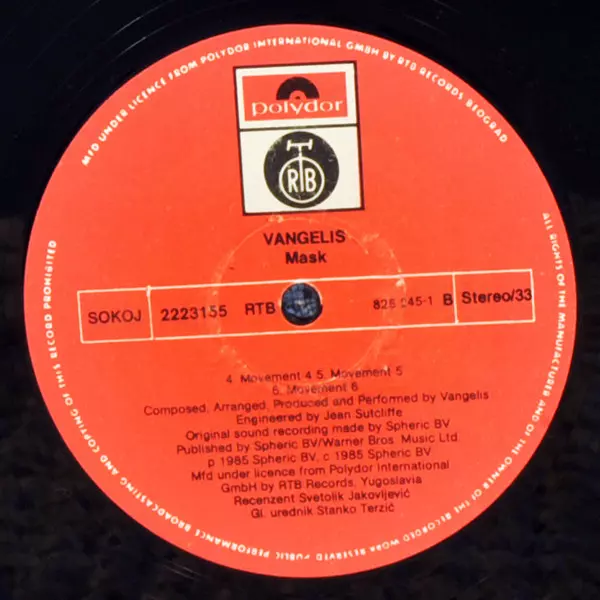 MFD UNDER LICENCE FROM POLYDOR INTERNATIONAL GMBH BY RTB RECORDS BEOGRAD
polydor
RTB
VANGELIS
Mask
SOKOJ 2223155 RTB 826 245-1 B Stereo/33
4. Movement 4 5. Movement 5
6. Movement 6
Composed, Arranged, Produced and Performed by Vangelis
Engineered by Jean Sutcliffe
Original sound recording made by Spheric BV
Published by Spheric BV/Warner Bros. Music Ltd.
p 1985 Spheric BV, c 1985 Spheric BV
Mfd under licence from Polydor International
GmbH by RTB Records, Yugoslavia
Recenzent Svetolik Jakovljević
Gl. urednik Stanko Terzić
ALL RIGHTS OF THE MANUFACTURER AND OF THE OWNER OF THE RECORDED WORK RESERVED PUBLIC PERFORMANCE BROADCASTING AND COPYING OF THIS RECORD PROHIBITED